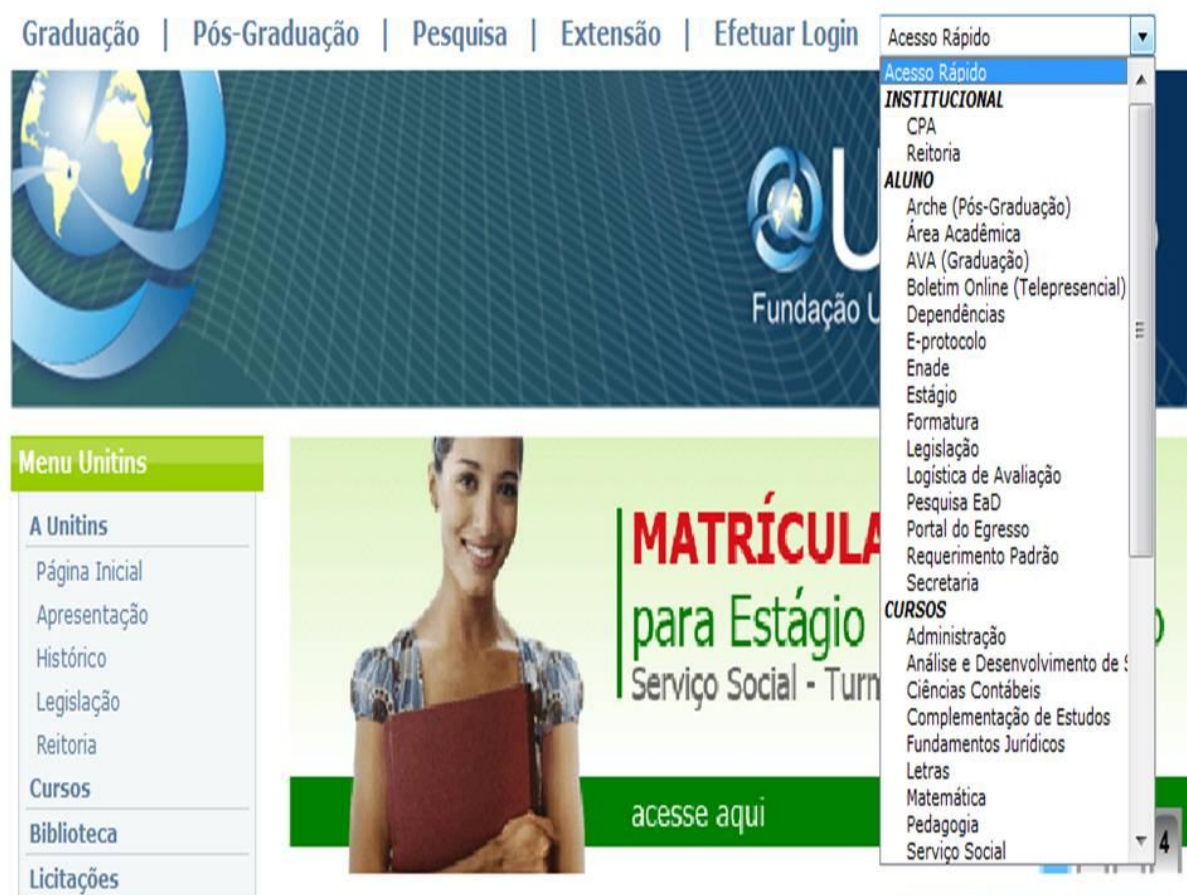 Graduação | Pós-Graduação | Pesquisa | Extensão | Efetuar Login
Acesso Rápido
Acesso Rápido
INSTITUCIONAL
CPA
Reitoria
ALUNO
Arche (Pós-Graduação)
Área Acadêmica
AVA (Graduação)
Boletim Online (Telepresencial)
Dependências
E-protocolo
Enade
Estágio
Formatura
Legislação
Logística de Avaliação
Pesquisa EaD
Portal do Egresso
Requerimento Padrão
Secretaria
CURSOS
Administração
Análise e Desenvolvimento de
Ciências Contábeis
Complementação de Estudos
Fundamentos Jurídicos
Letras
Matemática
Pedagogia
Serviço Social
Fundação
Menu Unitins
A Unitins
Página Inicial
Apresentação
Histórico
Legislação
Reitoria
Cursos
Biblioteca
Licitações
MATRÍCULA
para Estágio
Serviço Social -
acesse aqui
4